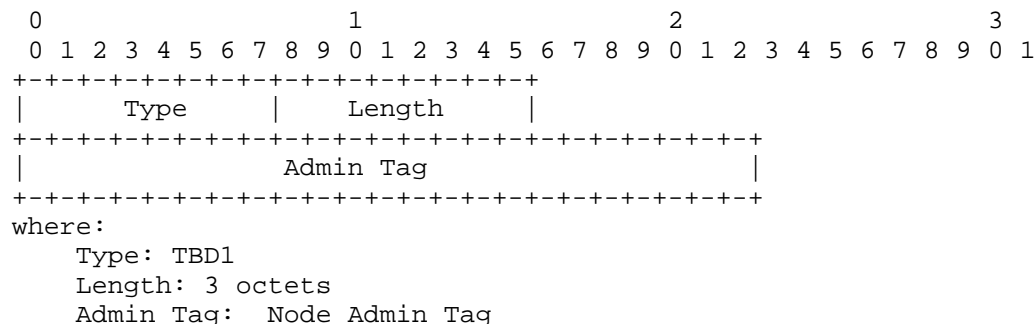 0                   1                   2                   3
 0 1 2 3 4 5 6 7 8 9 0 1 2 3 4 5 6 7 8 9 0 1 2 3 4 5 6 7 8 9 0 1
+-+-+-+-+-+-+-+-+-+-+-+-+-+-+-+-+
|      Type     |    Length     |
+-+-+-+-+-+-+-+-+-+-+-+-+-+-+-+-+-+-+-+-+-+-+-+
|                Admin Tag                    |
+-+-+-+-+-+-+-+-+-+-+-+-+-+-+-+-+-+-+-+-+-+-+-+
where:
    Type: TBD1
    Length: 3 octets
    Admin Tag:  Node Admin Tag